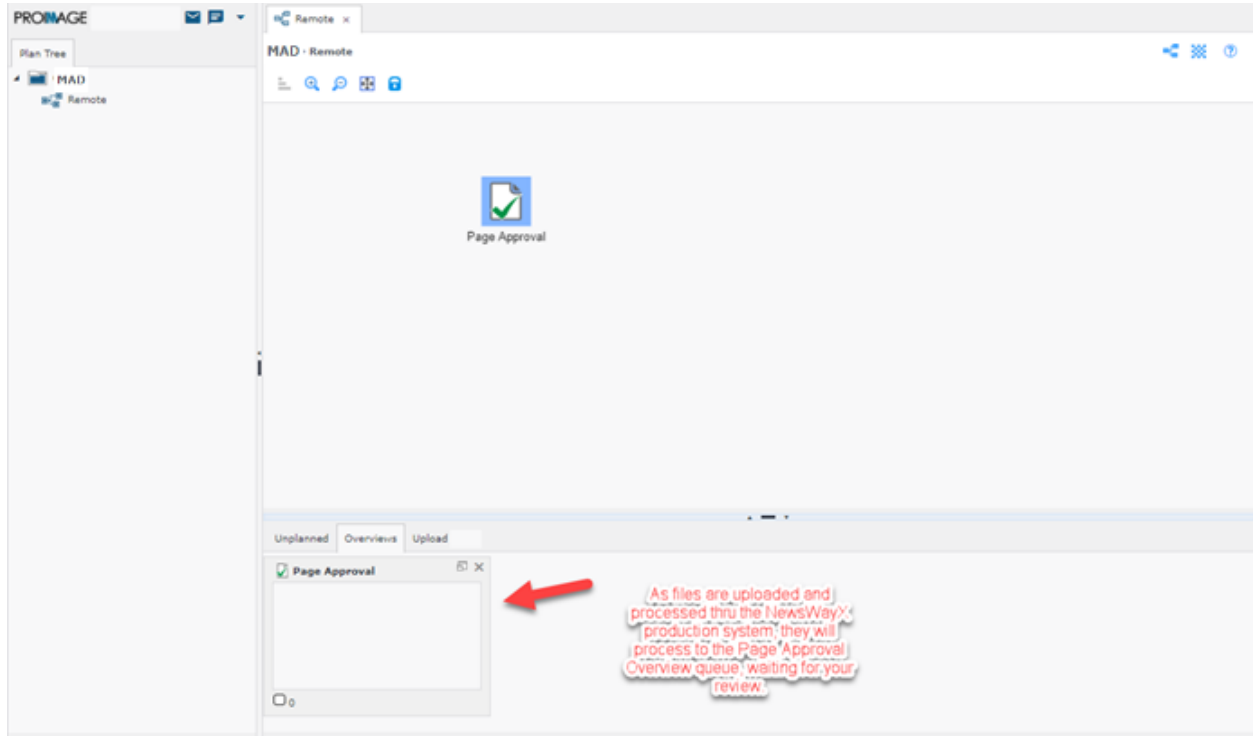 PROIMAGE
Remote x
Plan Tree
MAD · Remote
MAD
Remote
Page Approval
Unplanned Overviews Upload
Page Approval
0
As files are uploaded and
processed thru the NewsWayX
production system, they will
process to the Page Approval
Overview queue, waiting for your
review.